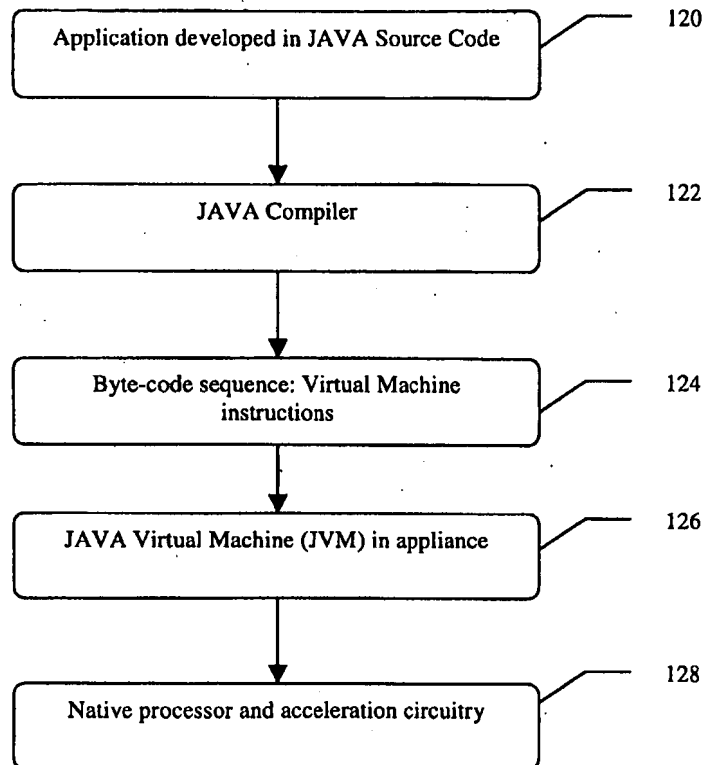 Application developed in JAVA Source Code
120
JAVA Compiler
122
Byte-code sequence: Virtual Machine
instructions
124
JAVA Virtual Machine (JVM) in appliance
126
Native processor and acceleration circuitry
128